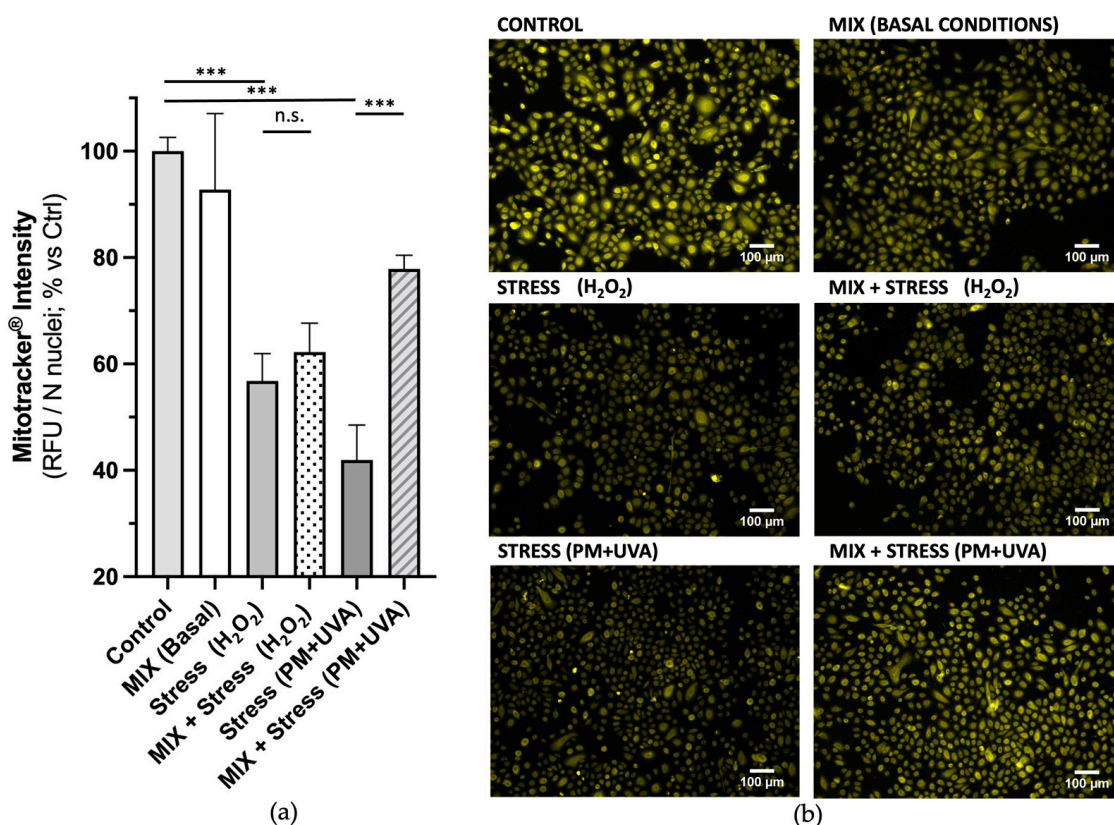 ***
***
***
n.s.
100
80
60
40
20
Mitotracker® Intensity
(RFU / N nuclei; % vs Ctrl)
Control
MIX (Basal)
Stress (H₂O₂)
MIX + Stress (H₂O₂)
Stress (PM+UVA)
MIX + Stress (PM+UVA)
(a)
CONTROL
100 µm
MIX (BASAL CONDITIONS)
100 µm
STRESS (H₂O₂)
100 µm
MIX + STRESS (H₂O₂)
100 µm
STRESS (PM+UVA)
100 µm
MIX + STRESS (PM+UVA)
100 µm
(b)